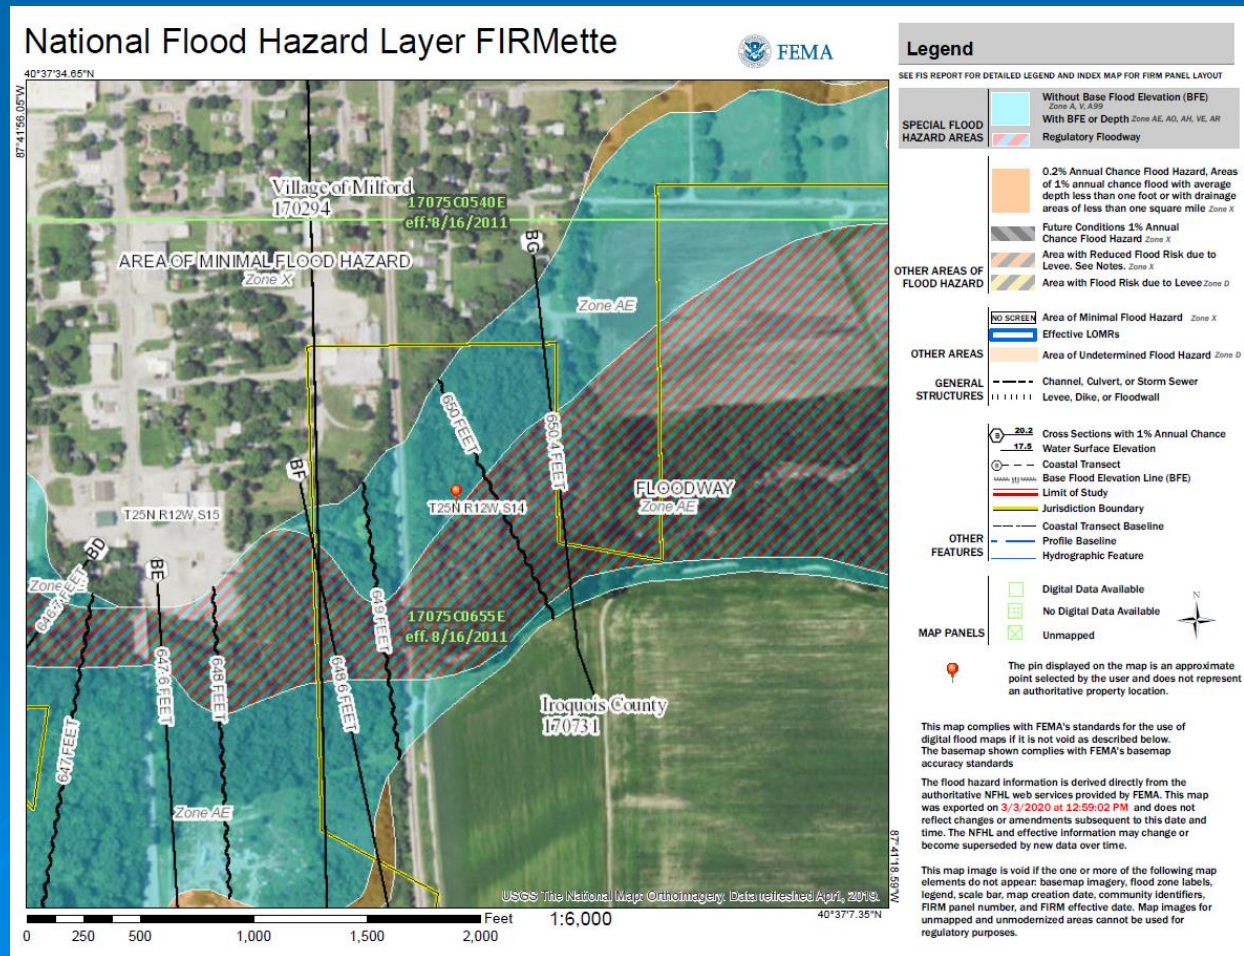 National Flood Hazard Layer FIRMette
FEMA
40°37'34.65"N
87°41'56.05"W
Village of Milford
170294
17075C0540E
eff. 8/16/2011
BG
AREA OF MINIMAL FLOOD HAZARD
Zone X
Zone AE
650 FEET
650.4 FEET
BF
FLOODWAY
Zone AE
T25N R12W S15
T25N R12W S14
BD
BE
646.7 FEET
649 FEET
17075C0655E
eff. 8/16/2011
647.6 FEET
648 FEET
648.6 FEET
647 FEET
Iroquois County
170731
Zone AE
87°41'18.59"W
USGS The National Map: Orthoimagery. Data refreshed April, 2019.
Feet
1:6,000
40°37'7.35"N
0 250 500 1,000 1,500 2,000
Legend
SEE FIS REPORT FOR DETAILED LEGEND AND INDEX MAP FOR FIRM PANEL LAYOUT
SPECIAL FLOOD
HAZARD AREAS
Without Base Flood Elevation (BFE)
Zone A, V, A99
With BFE or Depth Zone AE, AO, AH, VE, AR
Regulatory Floodway
0.2% Annual Chance Flood Hazard, Areas
of 1% annual chance flood with average
depth less than one foot or with drainage
areas of less than one square mile Zone X
Future Conditions 1% Annual
Chance Flood Hazard Zone X
Area with Reduced Flood Risk due to
Levee. See Notes. Zone X
Area with Flood Risk due to Levee Zone D
OTHER AREAS OF
FLOOD HAZARD
NO SCREEN Area of Minimal Flood Hazard Zone X
Effective LOMRs
OTHER AREAS
Area of Undetermined Flood Hazard Zone D
GENERAL
STRUCTURES
Channel, Culvert, or Storm Sewer
Levee, Dike, or Floodwall
B 20.2 Cross Sections with 1% Annual Chance
17.5 Water Surface Elevation
8 Coastal Transect
513 Base Flood Elevation Line (BFE)
Limit of Study
Jurisdiction Boundary
Coastal Transect Baseline
OTHER
FEATURES
Profile Baseline
Hydrographic Feature
Digital Data Available
No Digital Data Available
Unmapped
MAP PANELS
N
The pin displayed on the map is an approximate
point selected by the user and does not represent
an authoritative property location.
This map complies with FEMA's standards for the use of
digital flood maps if it is not void as described below.
The basemap shown complies with FEMA's basemap
accuracy standards
The flood hazard information is derived directly from the
authoritative NFHL web services provided by FEMA. This map
was exported on 3/3/2020 at 12:59:02 PM and does not
reflect changes or amendments subsequent to this date and
time. The NFHL and effective information may change or
become superseded by new data over time.
This map image is void if the one or more of the following map
elements do not appear: basemap imagery, flood zone labels,
legend, scale bar, map creation date, community identifiers,
FIRM panel number, and FIRM effective date. Map images for
unmapped and unmodernized areas cannot be used for
regulatory purposes.